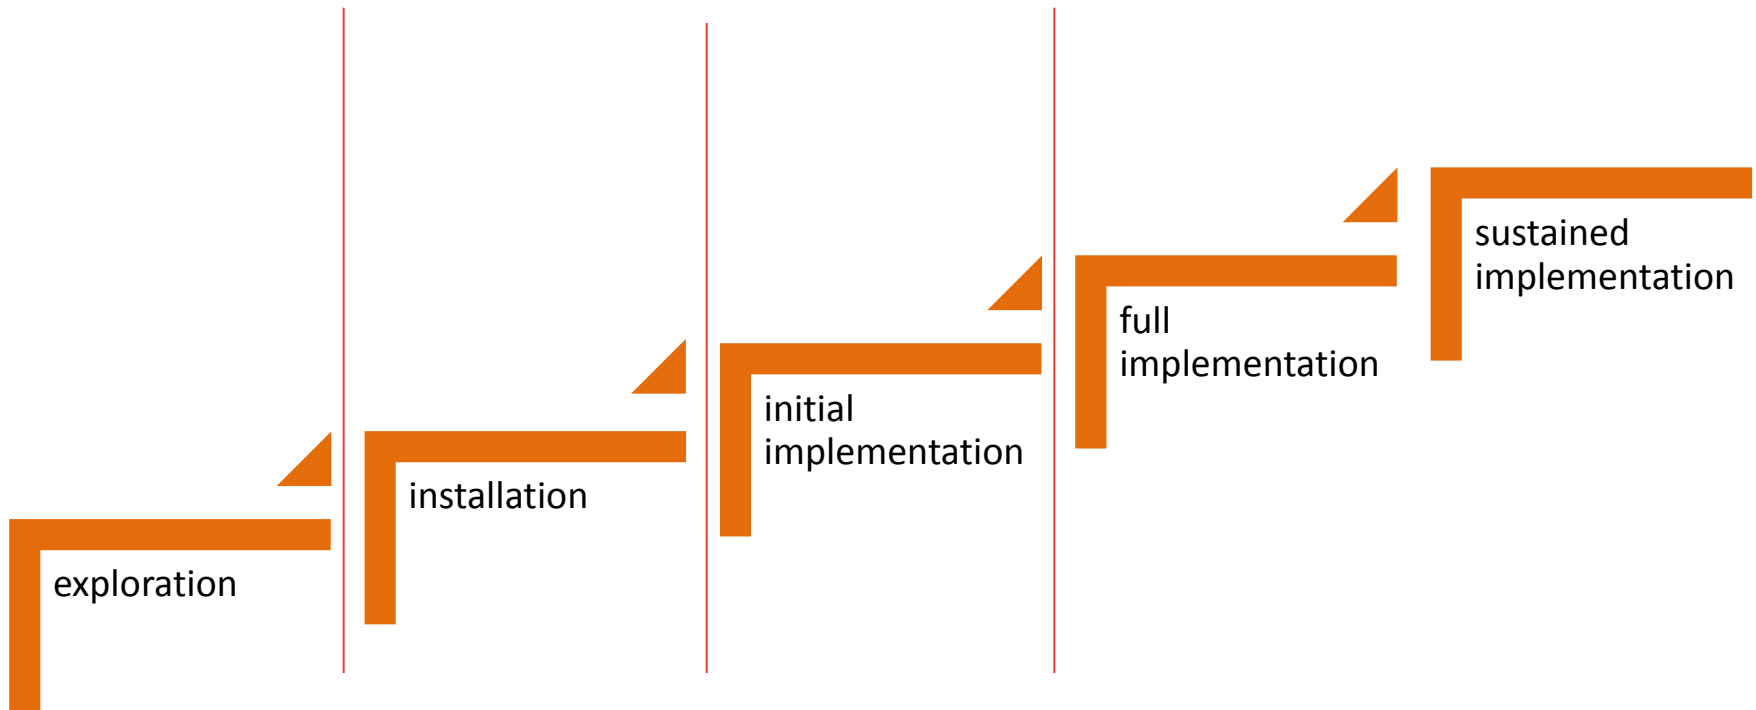 exploration
installation
initial
implementation
full
implementation
sustained
implementation